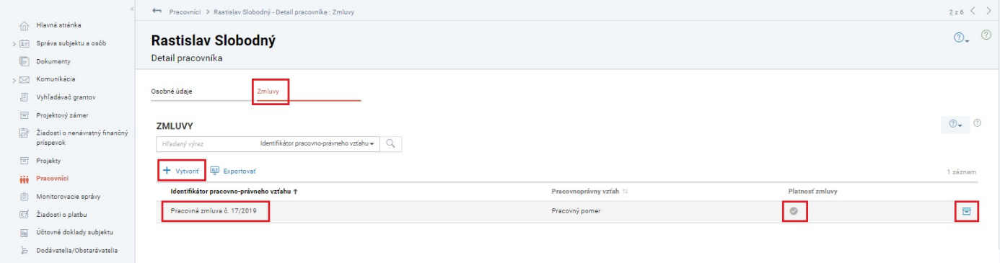 Pracovníci > Rastislav Slobodný - Detail pracovníka : Zmluvy
2 z 6
Hlavná stránka
Správa subjektu a osôb
Dokumenty
Komunikácia
Vyhľadávač grantov
Projektový zámer
Žiadosti o nenávratný finančný
príspevok
Projekty
Pracovníci
Monitorovacie správy
Žiadosti o platbu
Účtovné doklady subjektu
Dodávatelia/Obstarávatelia
Rastislav Slobodný
Detail pracovníka
Osobné údaje
Zmluvy
ZMLUVY
Hľadaný výraz
Identifikátor pracovno-právneho vzťahu
Vytvoriť
XLS Exportovať
1 záznam
Identifikátor pracovno-právneho vzťahu ↑
Pracovnoprávny vzťah ↑↓
Platnosť zmluvy
Pracovná zmluva č. 17/2019
Pracovný pomer